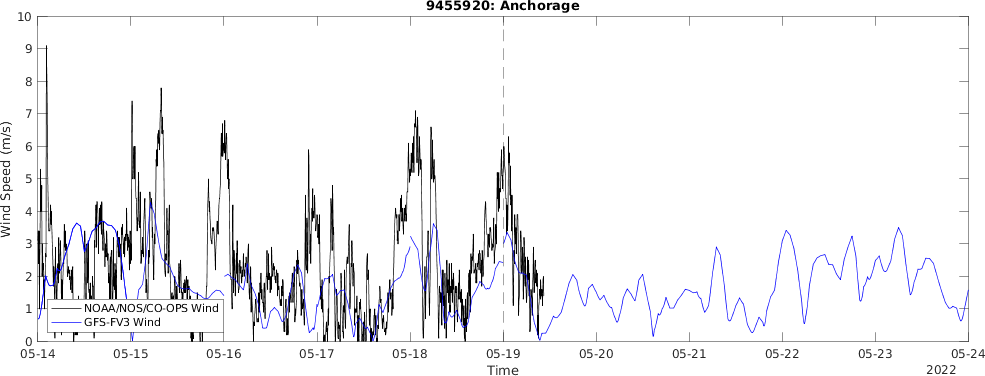 9455920: Anchorage
10
9
8
7
6
5
4
3
2
1
0
Wind Speed (m/s)
NOAA/NOS/CO-OPS Wind
GFS-FV3 Wind
05-14 05-15 05-16 05-17 05-18 05-19 05-20 05-21 05-22 05-23 05-24
Time
2022